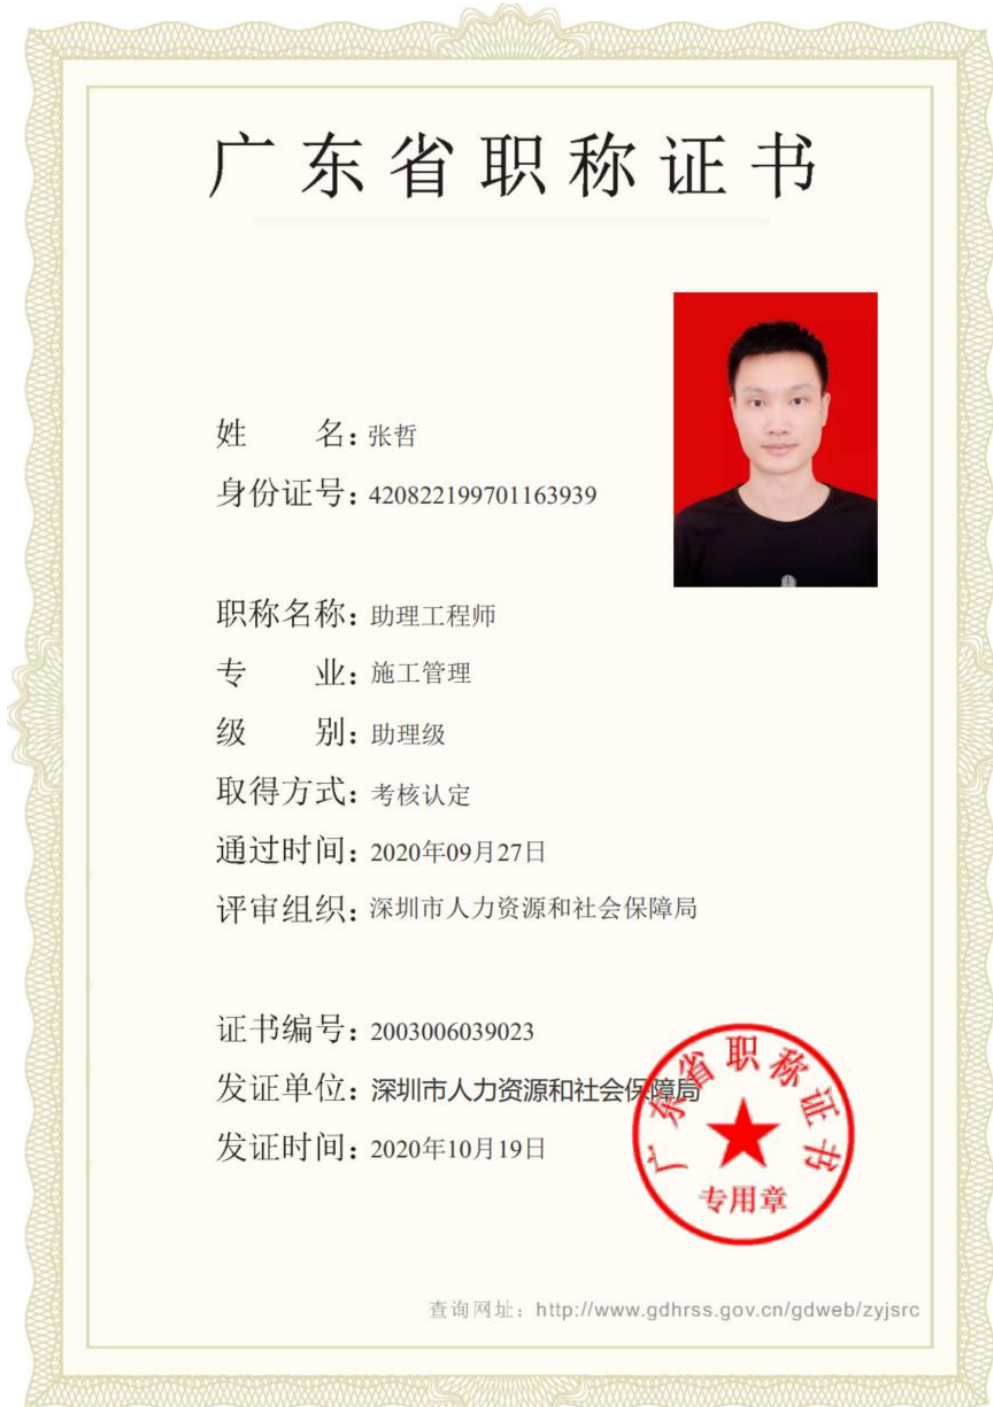 广东省职称证书
姓 名：张哲
身份证号：420822199701163939
职称名称：助理工程师
专 业：施工管理
级 别：助理级
取得方式：考核认定
通过时间：2020年09月27日
评审组织：深圳市人力资源和社会保障局
证书编号：2003006039023
发证单位：深圳市人力资源和社会保障局
发证时间：2020年10月19日
广东省职称证书
专用章
查询网址：http://www.gdhrss.gov.cn/gdweb/zyjsrc